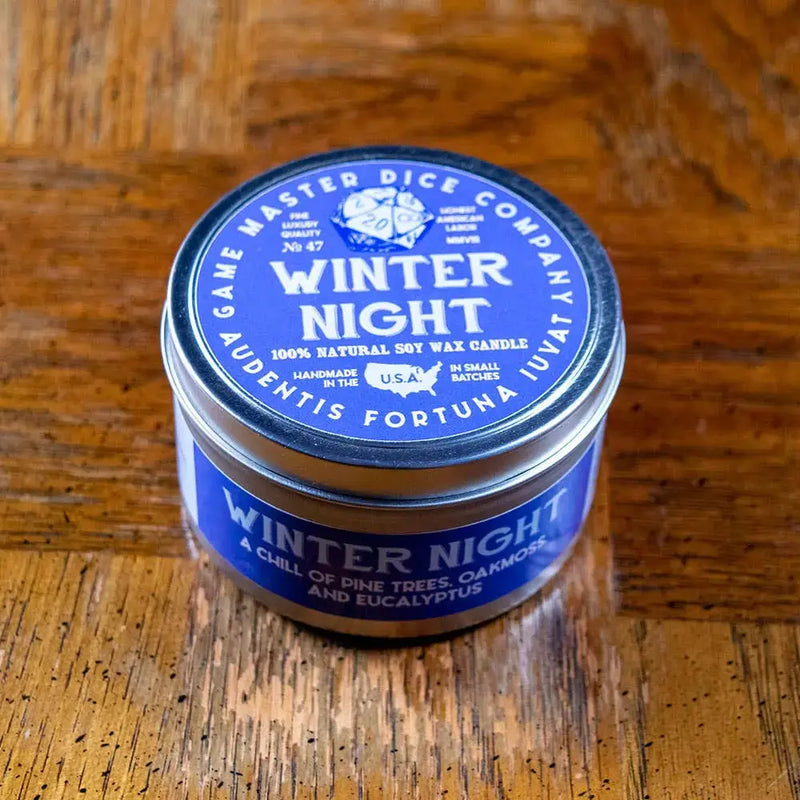 GAME MASTER DICE COMPANY
20
FINE
LUXURY
QUALITY
№ 47
HONEST
AMERICAN
LABOR
MMVIII
WINTER
NIGHT
100% NATURAL SOY WAX CANDLE
HANDMADE
IN THE
U.S.A.
IN SMALL
BATCHES
AUDENTIS FORTUNA IUVAT
WINTER NIGHT
A CHILL OF PINE TREES, OAKMOSS
AND EUCALYPTUS